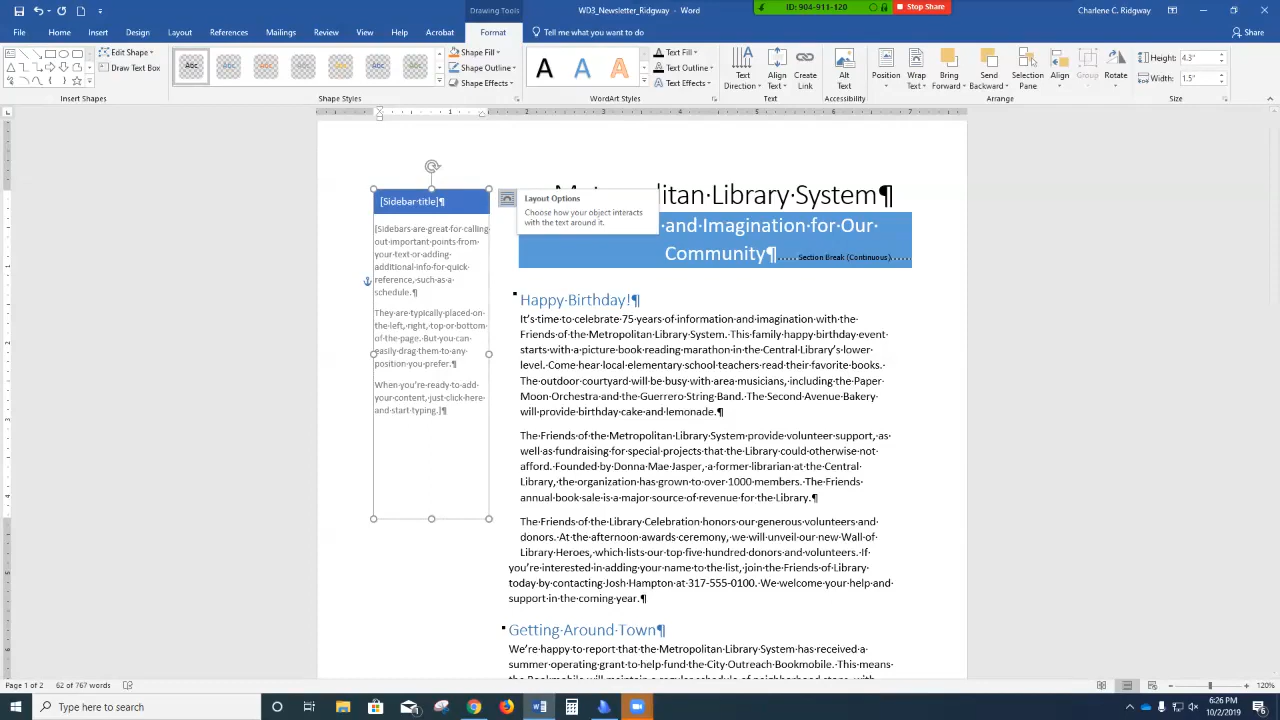 Drawing Tools
WD3_Newsletter_Ridgway - Word
ID: 904-911-120
Stop Share
Charlene C. Ridgway
File Home Insert Design Layout References Mailings Review View Help Acrobat Format Tell me what you want to do Share
Edit Shape
Draw Text Box
Insert Shapes
Abc Abc Abc Abc Abc Abc Abc
Shape Fill
Shape Outline
Shape Effects
Shape Styles
A A A
Text Fill
Text Outline
Text Effects
WordArt Styles
Text Direction
Align Text
Create Link
Text
Alt Text
Accessibility
Position
Wrap Text
Bring Forward
Send Backward
Selection Pane
Align
Group
Rotate
Arrange
Height: 4.3"
Width: 1.5"
Size
1 2 3 4 5 6 7
[Sidebar·title]¶
[Sidebars·are·great·for·calling·
out·important·points·from·
your·text·or·adding·
additional·info·for·quick·
reference,·such·as·a·
schedule.¶
They·are·typically·placed·on·
the·left,·right,·top·or·bottom·
of·the·page.·But·you·can·
easily·drag·them·to·any·
position·you·prefer.¶
When·you're·ready·to·add·
your·content,·just·click·here·
and·start·typing.]¶
Layout Options
Choose how your object interacts
with the text around it.
Metropolitan·Library·System¶
·and·Imagination·for·Our·
Community¶ Section Break (Continuous)
Happy·Birthday!¶
It's·time·to·celebrate·75·years·of·information·and·imagination·with·the·
Friends·of·the·Metropolitan·Library·System.·This·family·happy·birthday·event·
starts·with·a·picture·book·reading·marathon·in·the·Central·Library's·lower·
level.·Come·hear·local·elementary·school·teachers·read·their·favorite·books.·
The·outdoor·courtyard·will·be·busy·with·area·musicians,·including·the·Paper·
Moon·Orchestra·and·the·Guerrero·String·Band.·The·Second·Avenue·Bakery·
will·provide·birthday·cake·and·lemonade.¶
The·Friends·of·the·Metropolitan·Library·System·provide·volunteer·support,·as·
well·as·fundraising·for·special·projects·that·the·Library·could·otherwise·not·
afford.·Founded·by·Donna·Mae·Jasper,·a·former·librarian·at·the·Central·
Library,·the·organization·has·grown·to·over·1000·members.·The·Friends·
annual·book·sale·is·a·major·source·of·revenue·for·the·Library.¶
The·Friends·of·the·Library·Celebration·honors·our·generous·volunteers·and·
donors.·At·the·afternoon·awards·ceremony,·we·will·unveil·our·new·Wall·of·
Library·Heroes,·which·lists·our·top·five·hundred·donors·and·volunteers.·If·
you're·interested·in·adding·your·name·to·the·list,·join·the·Friends·of·Library·
today·by·contacting·Josh·Hampton·at·317-555-0100.·We·welcome·your·help·and·
support·in·the·coming·year.¶
Getting·Around·Town¶
We're·happy·to·report·that·the·Metropolitan·Library·System·has·received·a·
summer·operating·grant·to·help·fund·the·City·Outreach·Bookmobile.·This·means·
Page 1 of 2 62 of 767 words 120%
Type here to search
6:26 PM
10/2/2019